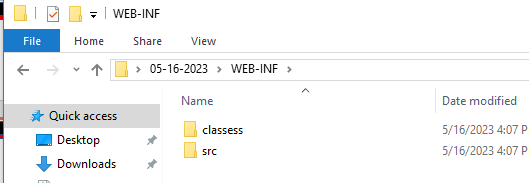 WEB-INF
File Home Share View
05-16-2023 WEB-INF
Name Date modified
Quick access
Desktop
Downloads
classess 5/16/2023 4:07 P
src 5/16/2023 4:07 P